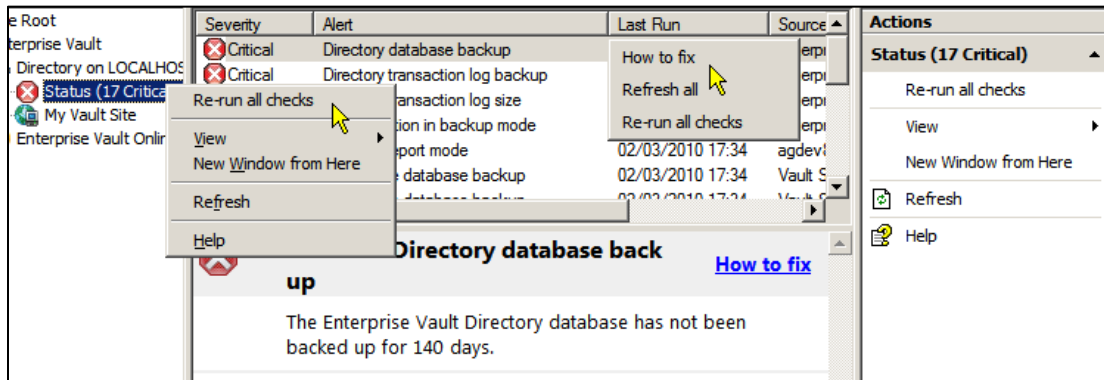 e Root
terprise Vault
Directory on LOCALHOS
Status (17 Critica
My Vault Site
Enterprise Vault Onlir
Re-run all checks
View
New Window from Here
Refresh
Help
Severity Alert Last Run Source
Critical Directory database backup
Critical Directory transaction log backup
ransaction log size
ion in backup mode
port mode 02/03/2010 17:34 agdev
database backup 02/03/2010 17:34 Vault S
How to fix
Refresh all
Re-run all checks
Directory database back
up
How to fix
The Enterprise Vault Directory database has not been
backed up for 140 days.
Actions
Status (17 Critical)
Re-run all checks
View
New Window from Here
Refresh
Help